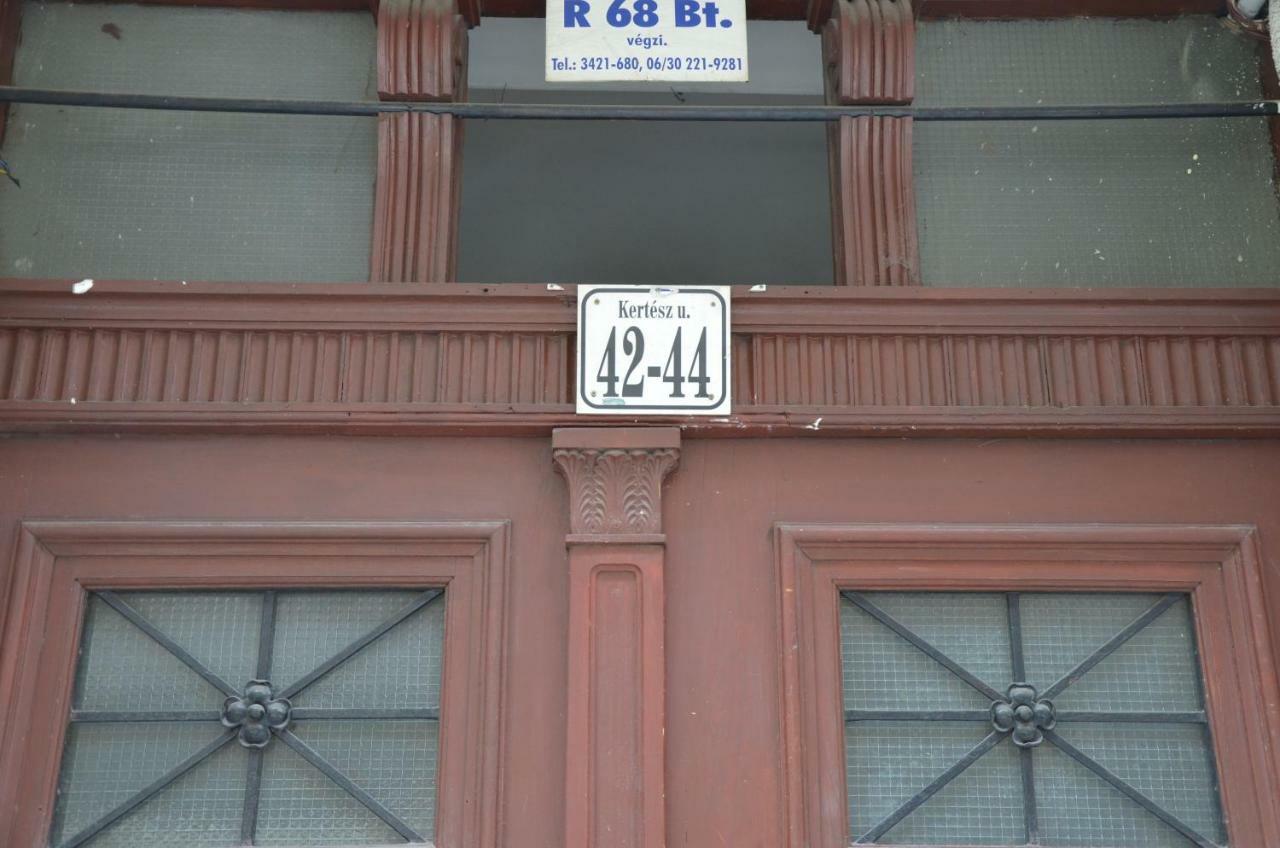 R 68 Bt.
végzi.
Tel.: 3421-680, 06/30 221-9281
Kertész u.
42-44